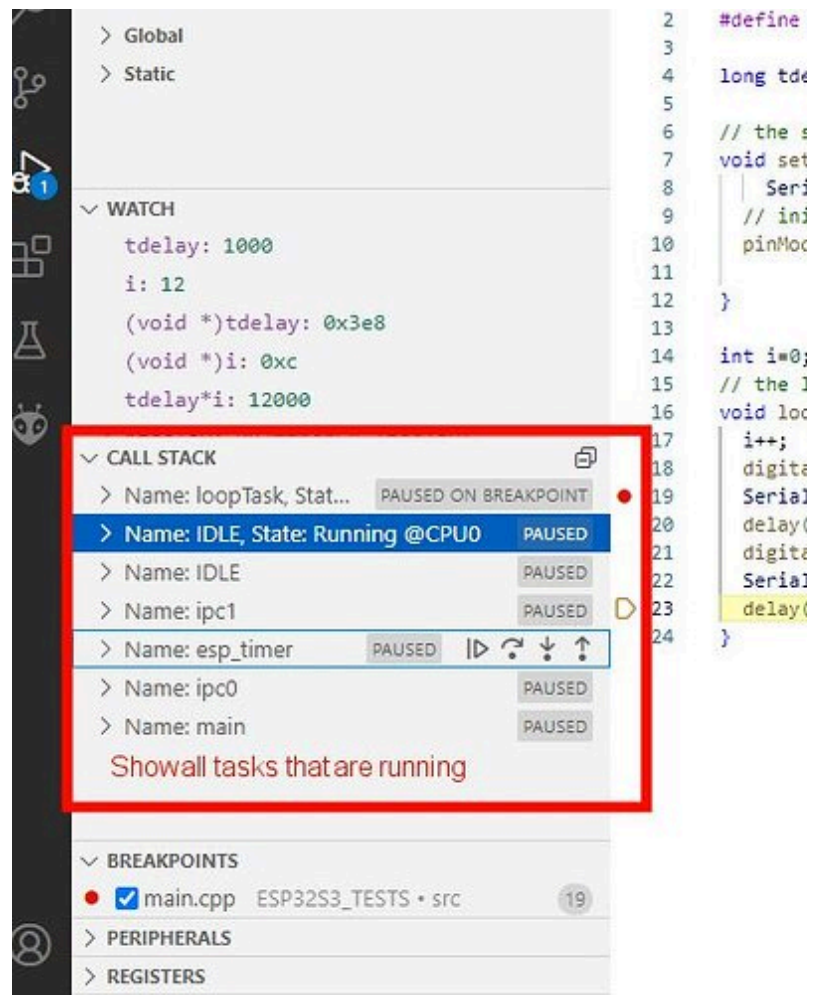 Global
Static
WATCH
tdelay: 1000
i: 12
(void *)tdelay: 0x3e8
(void *)i: 0xc
tdelay*i: 12000
CALL STACK
Name: loopTask, Stat... PAUSED ON BREAKPOINT
Name: IDLE, State: Running @CPU0 PAUSED
Name: IDLE PAUSED
Name: ipc1 PAUSED
Name: esp_timer PAUSED
Name: ipc0 PAUSED
Name: main PAUSED
Show all tasks that are running
BREAKPOINTS
main.cpp ESP32S3_TESTS • src 19
PERIPHERALS
REGISTERS
1
2 #define
3
4 long tde
5
6 // the s
7 void set
8 Seri
9 // ini
10 pinMod
11
12 }
13
14 int i=0;
15 // the l
16 void loo
17 i++;
18 digita
19 Serial
20 delay(
21 digita
22 Serial
23 delay(
24 }